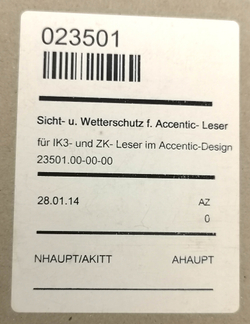 023501
Sicht- u. Wetterschutz f. Accentic- Leser
für IK3- und ZK- Leser im Accentic-Design
23501.00-00-00
28.01.14 AZ
0
NHAUPT/AKITT AHAUPT